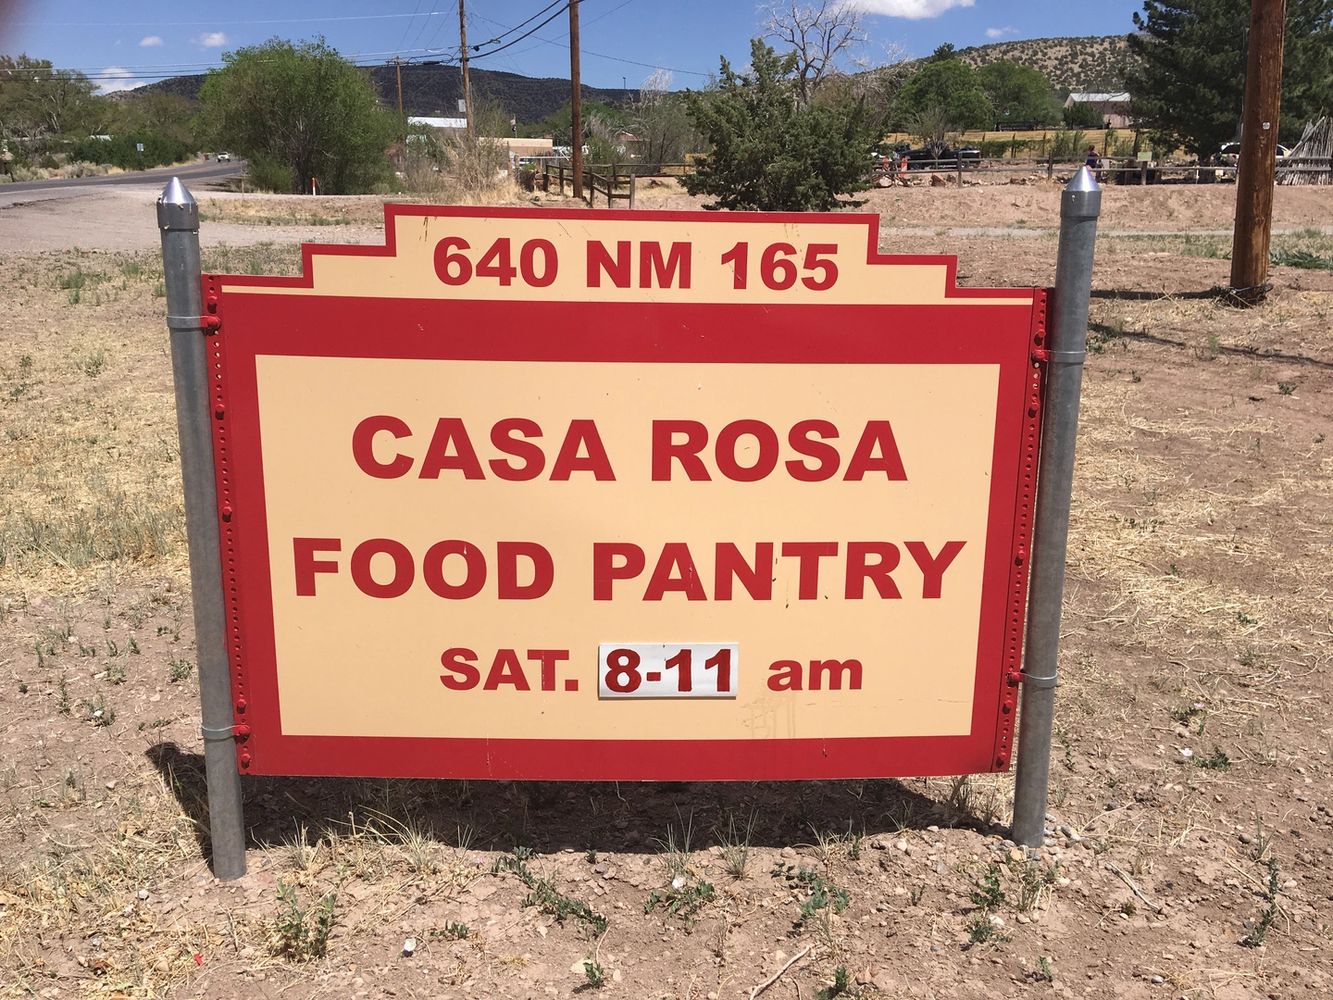 640 NM 165
CASA ROSA
FOOD PANTRY
SAT. 8-11 am